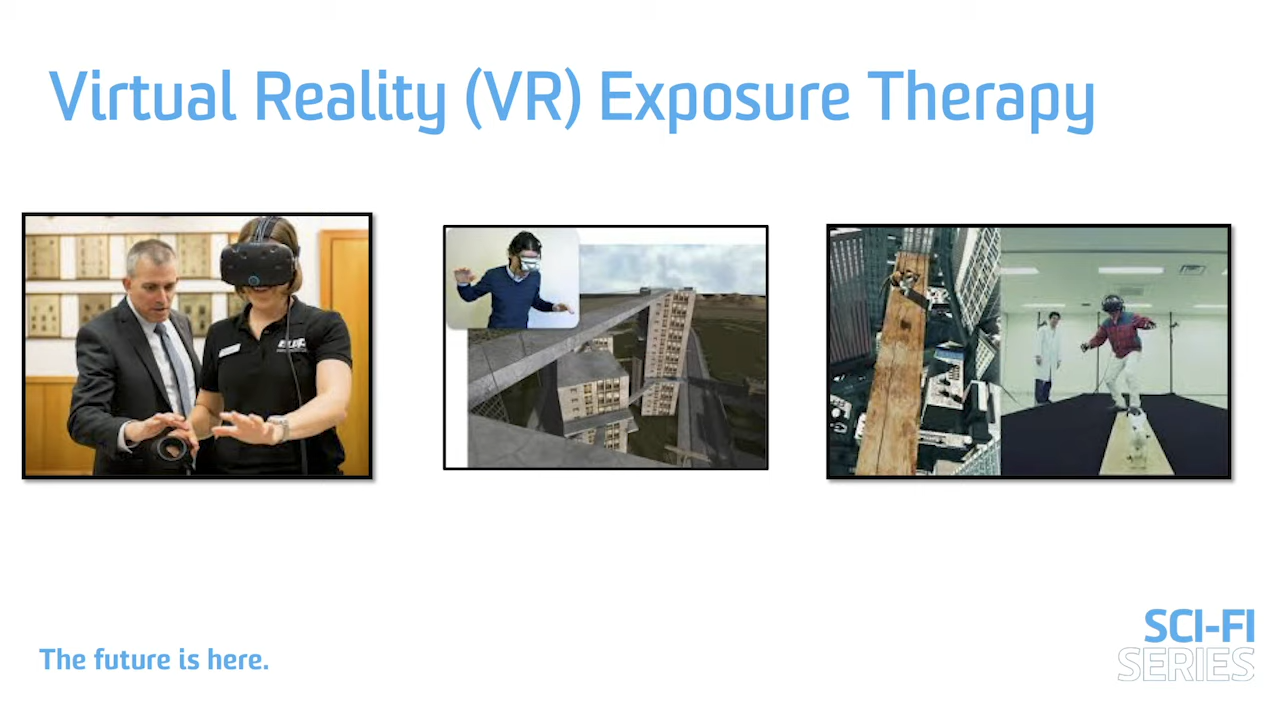 Virtual Reality (VR) Exposure Therapy
The future is here.
SCI-FI
SERIES